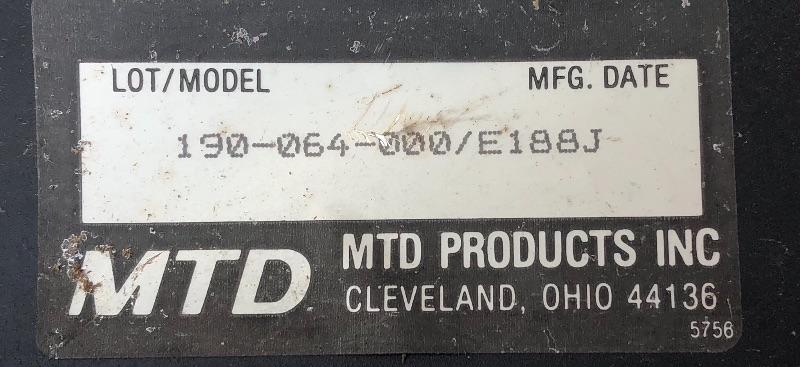 LOT/MODEL MFG. DATE
190-064-000/E188J
MTD MTD PRODUCTS INC
CLEVELAND, OHIO 44136
5756